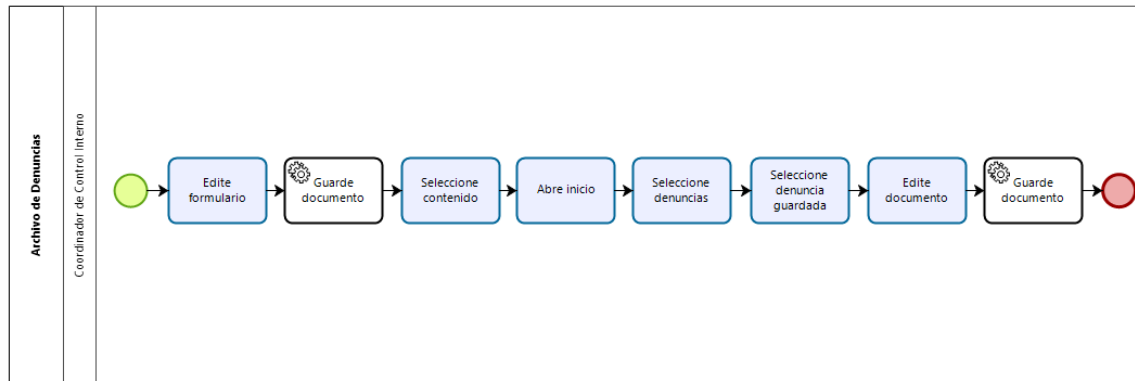 Archivo de Denuncias
Coordinador de Control Interno
Edite
formulario
Guarde
documento
Seleccione
contenido
Abre inicio
Seleccione
denuncias
Seleccione
denuncia
guardada
Edite
documento
Guarde
documento